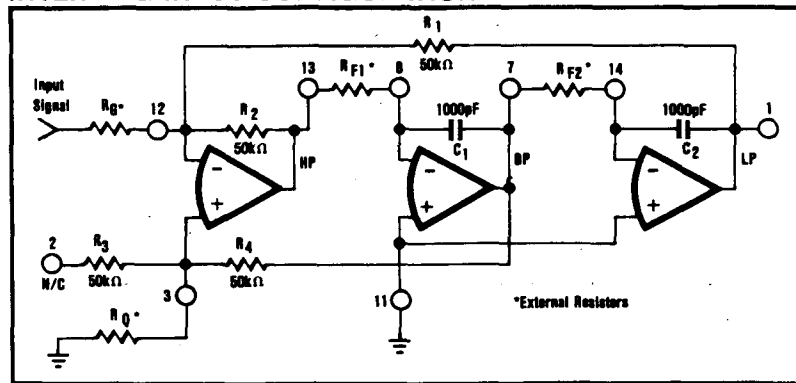 R1
50kΩ
Input
Signal
RG*
12
R2
50kΩ
HP
13
RF1*
8
1000pF
C1
7
BP
RF2*
14
1000pF
C2
LP
1
2
N/C
R3
50kΩ
R4
50kΩ
3
RQ*
11
*External Resistors